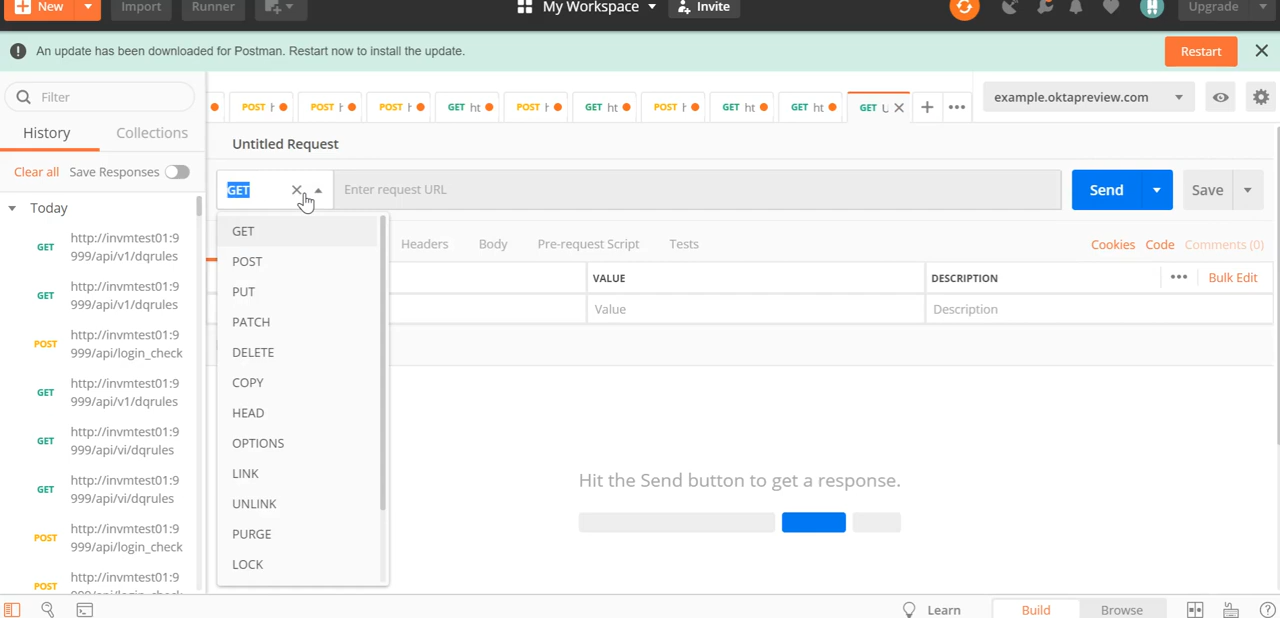 New Import Runner My Workspace Invite Upgrade
An update has been downloaded for Postman. Restart now to install the update. Restart
Filter
History Collections
Clear all Save Responses
Today
GET http://invmtest01:9
999/api/v1/dqrules
GET http://invmtest01:9
999/api/v1/dqrules
POST http://invmtest01:9
999/api/login_check
GET http://invmtest01:9
999/api/v1/dqrules
GET http://invmtest01:9
999/api/vi/dqrules
GET http://invmtest01:9
999/api/vi/dqrules
POST http://invmtest01:9
999/api/login_check
POST http://invmtest01:9
POST POST POST GET ht POST GET ht POST GET ht GET ht GET
example.oktapreview.com
Untitled Request
GET Enter request URL Send Save
Headers Body Pre-request Script Tests Cookies Code Comments (0)
VALUE DESCRIPTION Bulk Edit
Value Description
GET
POST
PUT
PATCH
DELETE
COPY
HEAD
OPTIONS
LINK
UNLINK
PURGE
LOCK
Hit the Send button to get a response.
Learn Build Browse